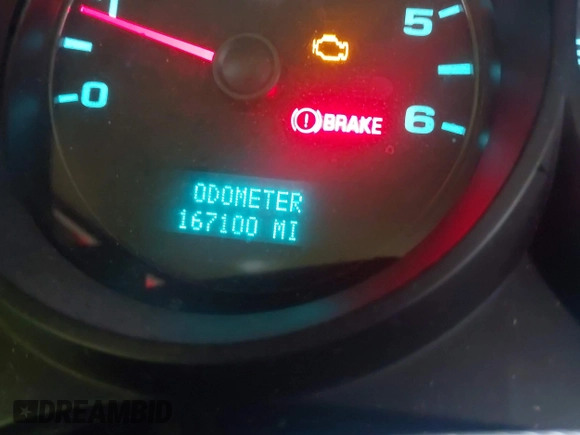 5
0
(!) BRAKE
6
ODOMETER
167100 MI
DREAMBID